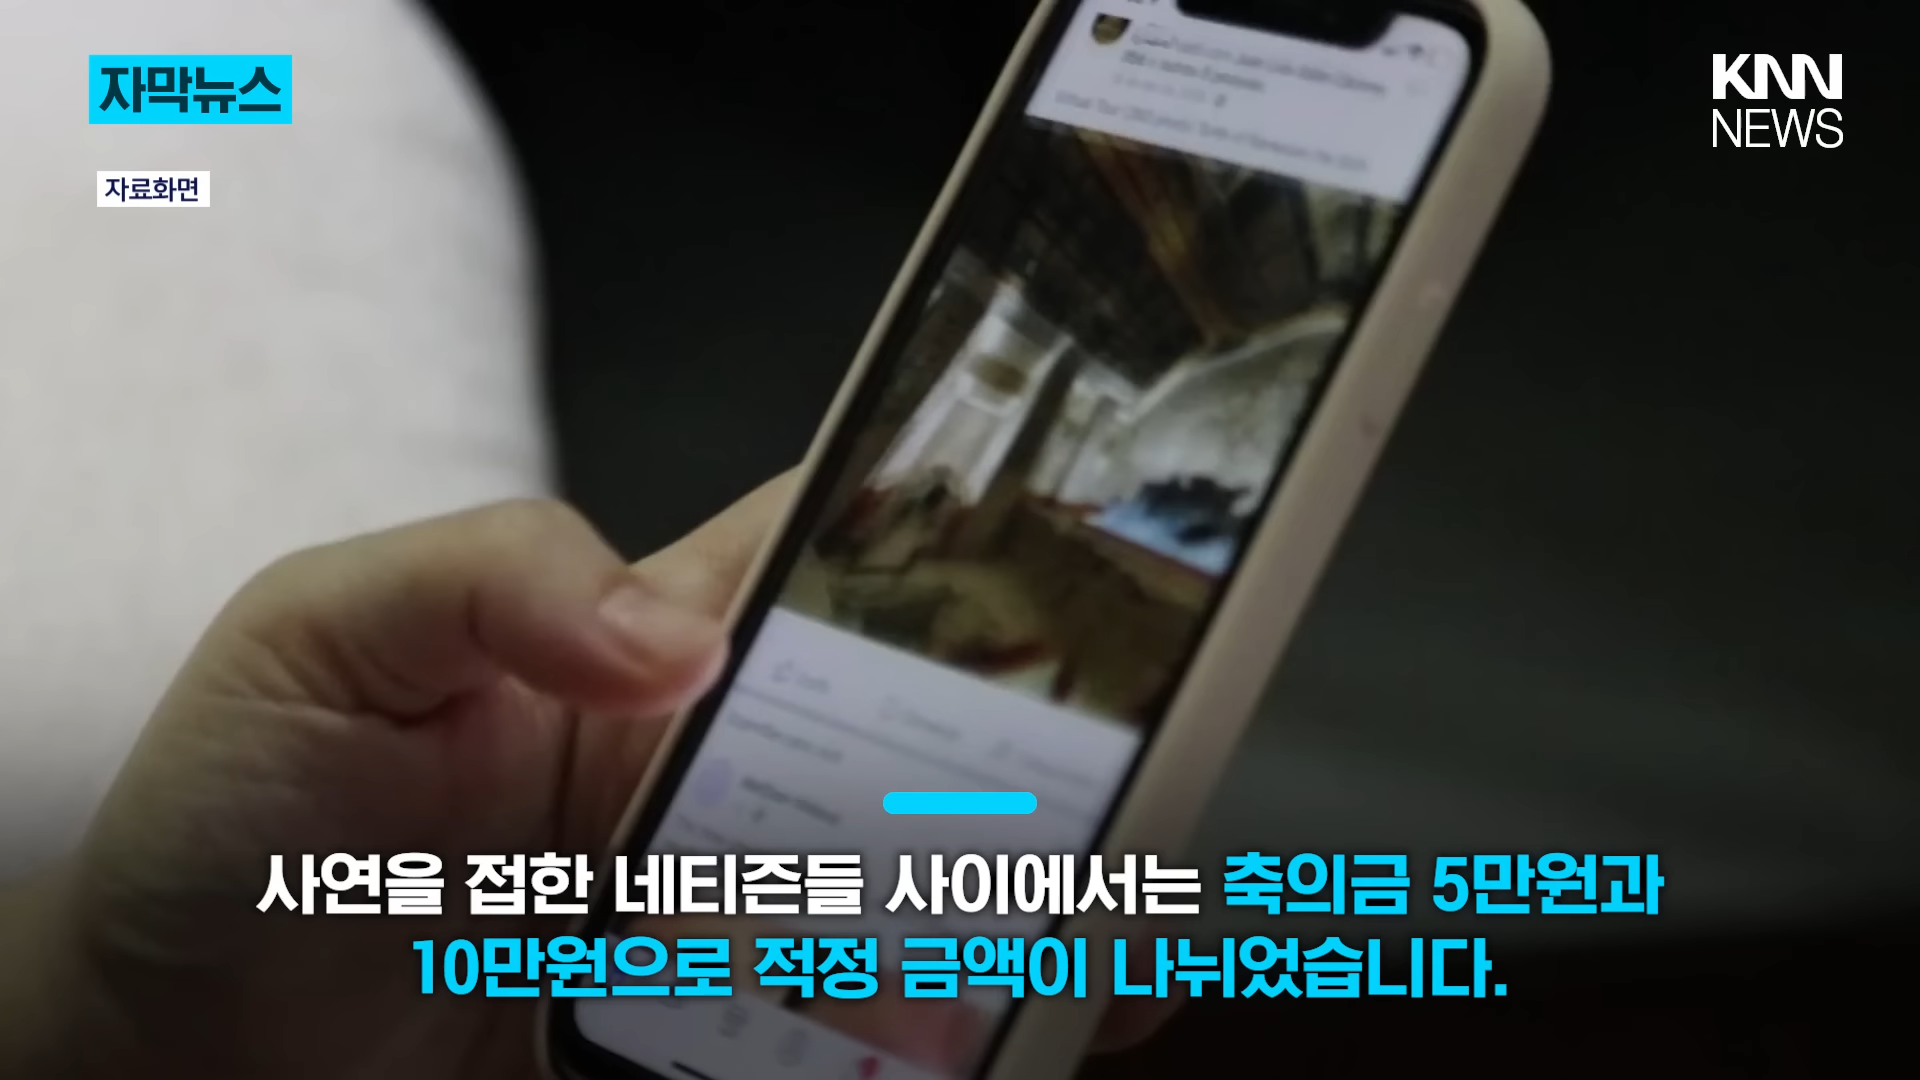 자막뉴스
KNN
NEWS
자료화면
사연을 접한 네티즌들 사이에서는 축의금 5만원과
10만원으로 적정 금액이 나뉘었습니다.